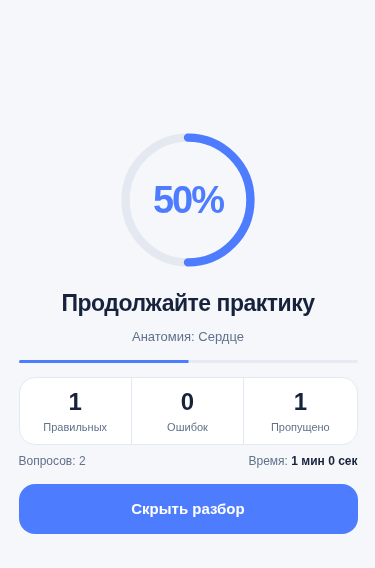 50%
Продолжайте практику
Анатомия: Сердце
1 0 1
Правильных Ошибок Пропущено
Вопросов: 2 Время: 1 мин 0 сек
Скрыть разбор